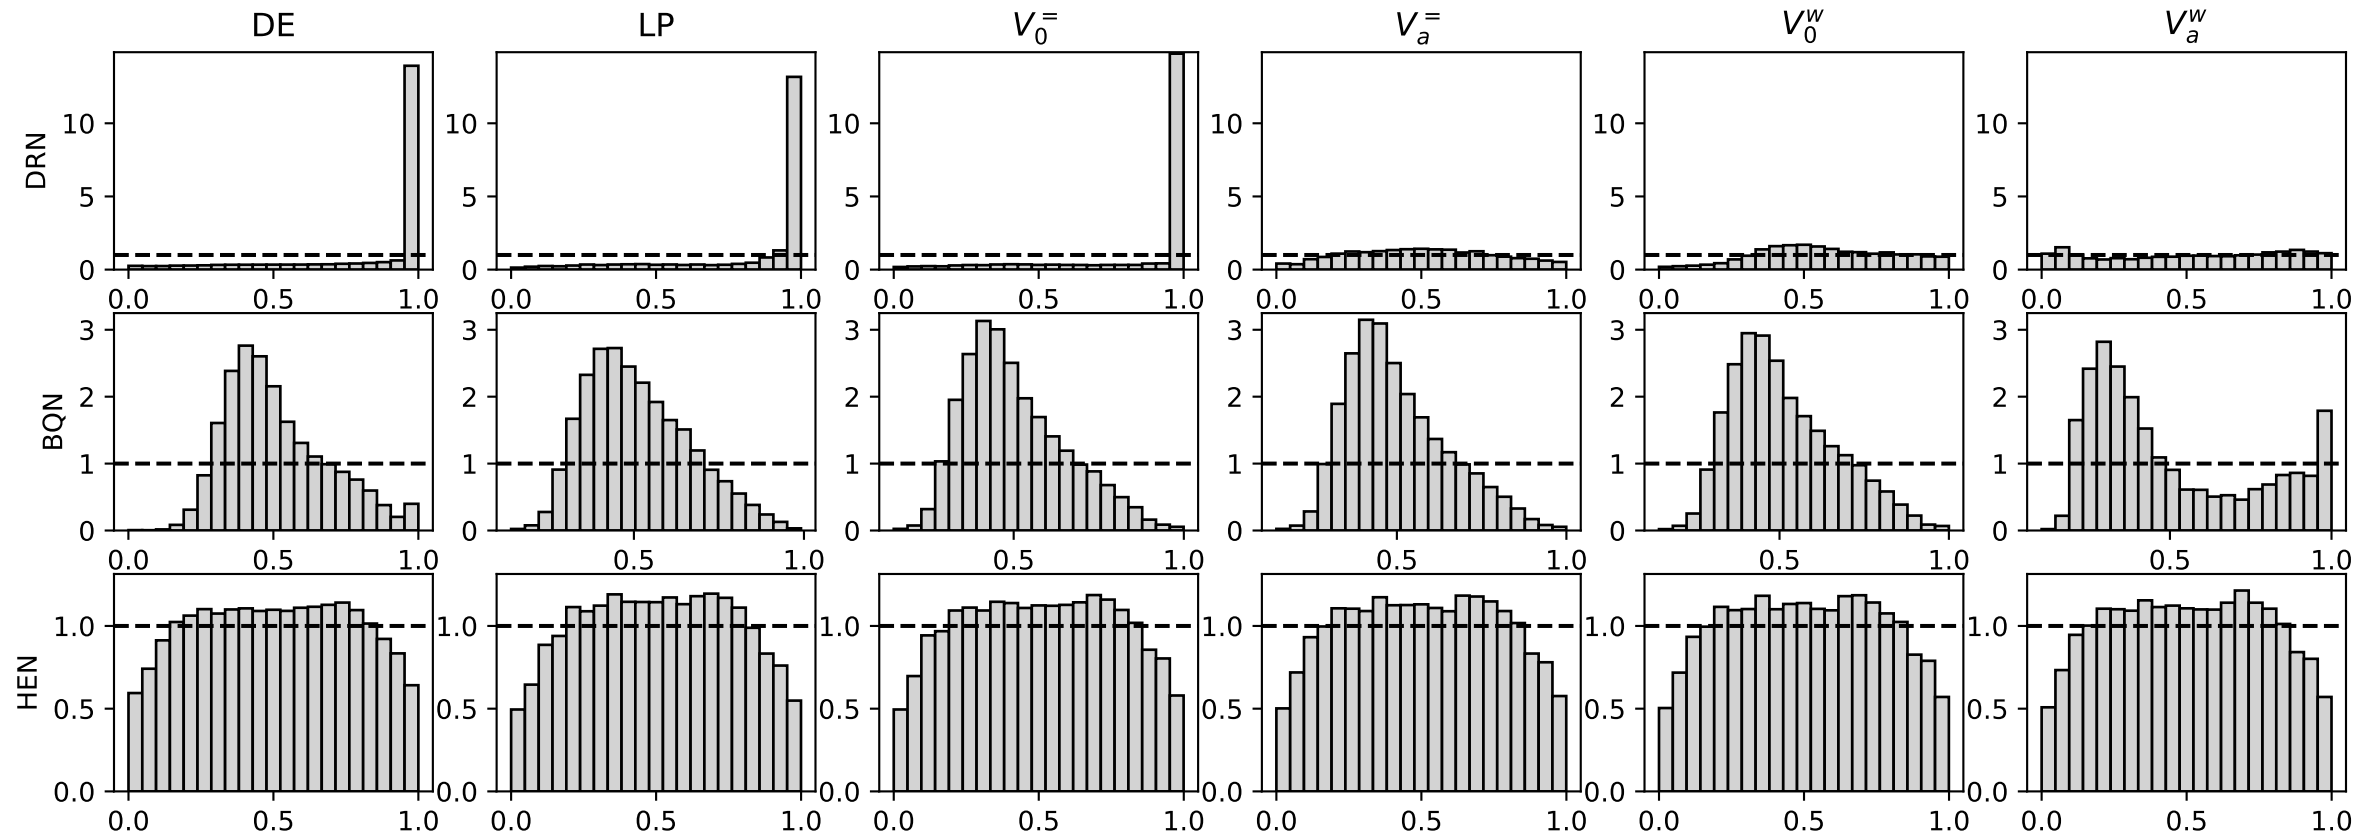 DE LP V₀⁼ Vₐ⁼ V₀ʷ Vₐʷ
DRN
10 10 10 10 10 10
5 5 5 5 5 5
0 0 0 0 0 0
0.0 0.5 1.0 0.0 0.5 1.0 0.0 0.5 1.0 0.0 0.5 1.0 0.0 0.5 1.0 0.0 0.5 1.0
BQN
3 3 3 3 3 3
2 2 2 2 2 2
1 1 1 1 1 1
0 0 0 0 0 0
0.0 0.5 1.0 0.5 1.0 0.5 1.0 0.5 1.0 0.5 1.0 0.5 1.0
HEN
1.0 1.0 1.0 1.0 1.0 1.0
0.5 0.5 0.5 0.5 0.5 0.5
0.0 0.0 0.0 0.0 0.0 0.0
0.0 0.5 1.0 0.0 0.5 1.0 0.0 0.5 1.0 0.0 0.5 1.0 0.0 0.5 1.0 0.0 0.5 1.0